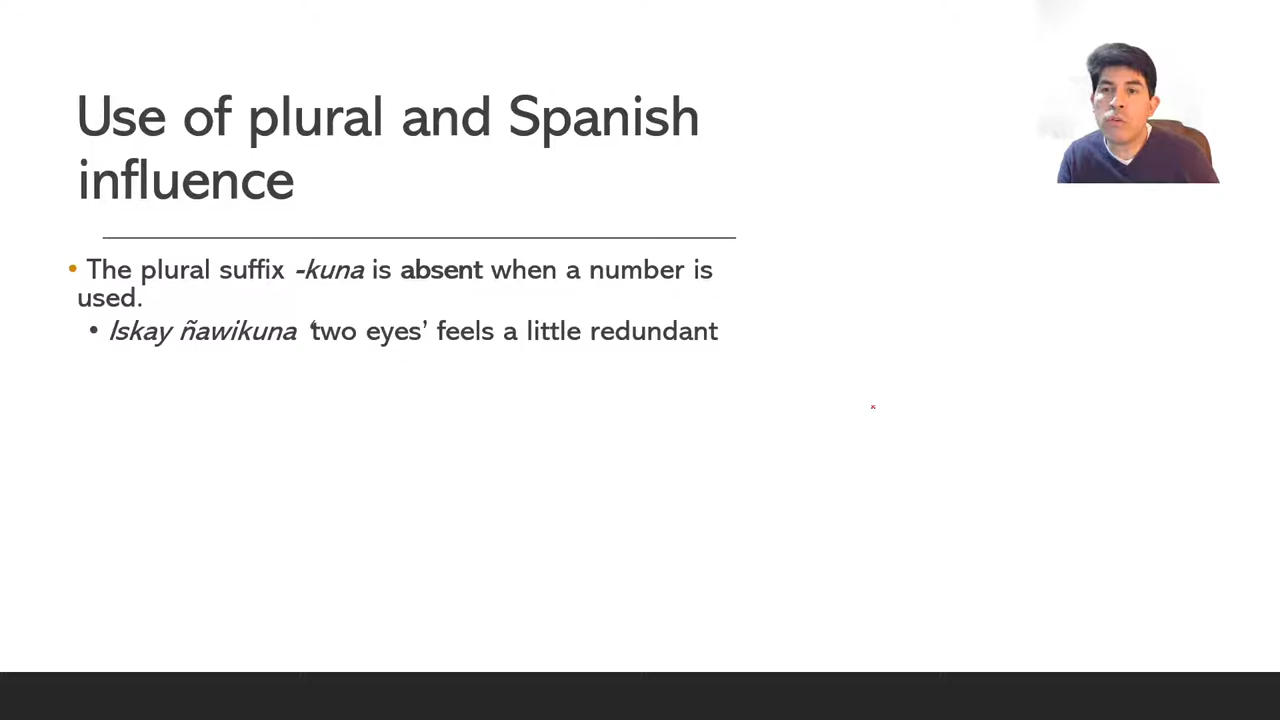 Use of plural and Spanish
influence
• The plural suffix -kuna is absent when a number is
used.
• Iskay ñawikuna ‘two eyes’ feels a little redundant